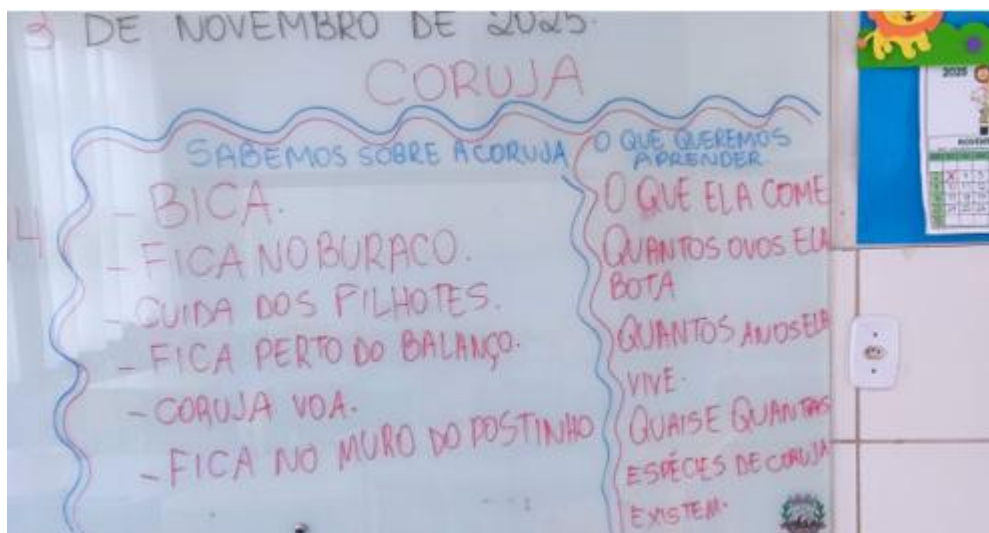 DE NOVEMBRO DE 2025.
CORUJA
SABEMOS SOBRE A CORUJA
- BICA.
- FICA NO BURACO.
- CUIDA DOS FILHOTES.
- FICA PERTO DO BALANÇO.
- CORUJA VOA.
- FICA NO MURO DO POSTINHO
O QUE QUEREMOS
APRENDER
O QUE ELA COME
QUANTOS OVOS ELA
BOTA
QUANTOS ANOS ELA
VIVE.
QUAIS E QUANTAS
ESPÉCIES DE CORUJA
EXISTEM.
2025